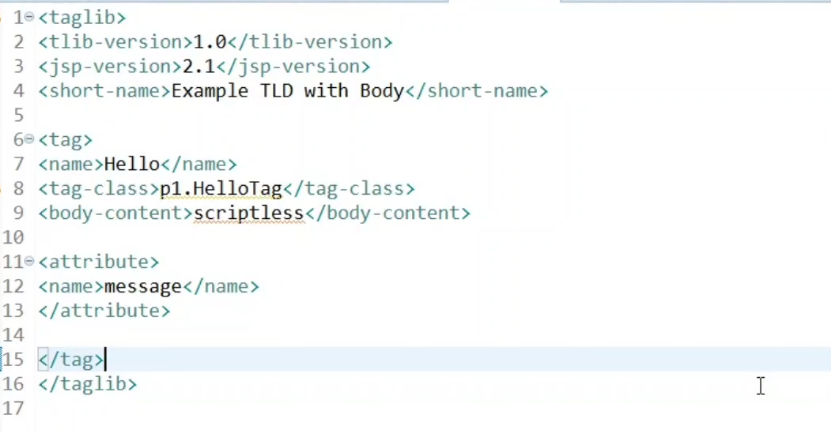 1 <taglib>
2 <tlib-version>1.0</tlib-version>
3 <jsp-version>2.1</jsp-version>
4 <short-name>Example TLD with Body</short-name>
5
6 <tag>
7 <name>Hello</name>
8 <tag-class>p1.HelloTag</tag-class>
9 <body-content>scriptless</body-content>
10
11 <attribute>
12 <name>message</name>
13 </attribute>
14
15 </tag>
16 </taglib>
17